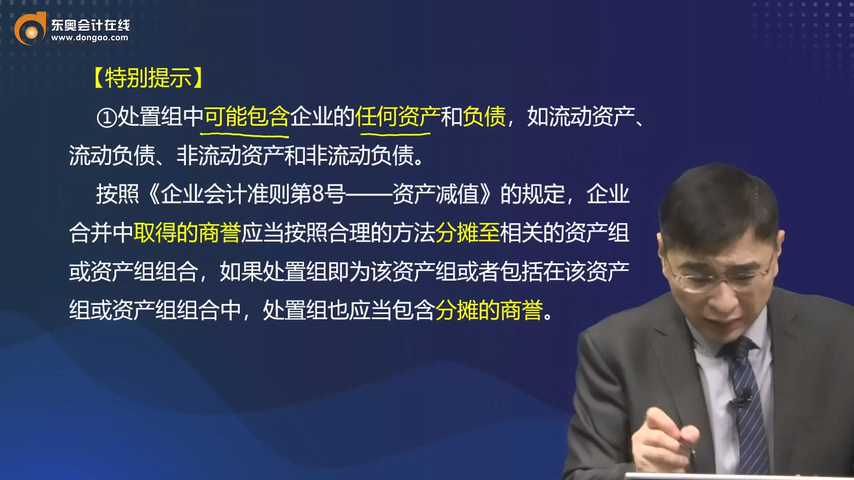 东奥会计在线
www.dongao.com
【特别提示】
①处置组中可能包含企业的任何资产和负债，如流动资产、
流动负债、非流动资产和非流动负债。
按照《企业会计准则第8号——资产减值》的规定，企业
合并中取得的商誉应当按照合理的方法分摊至相关的资产组
或资产组组合，如果处置组即为该资产组或者包括在该资产
组或资产组组合中，处置组也应当包含分摊的商誉。